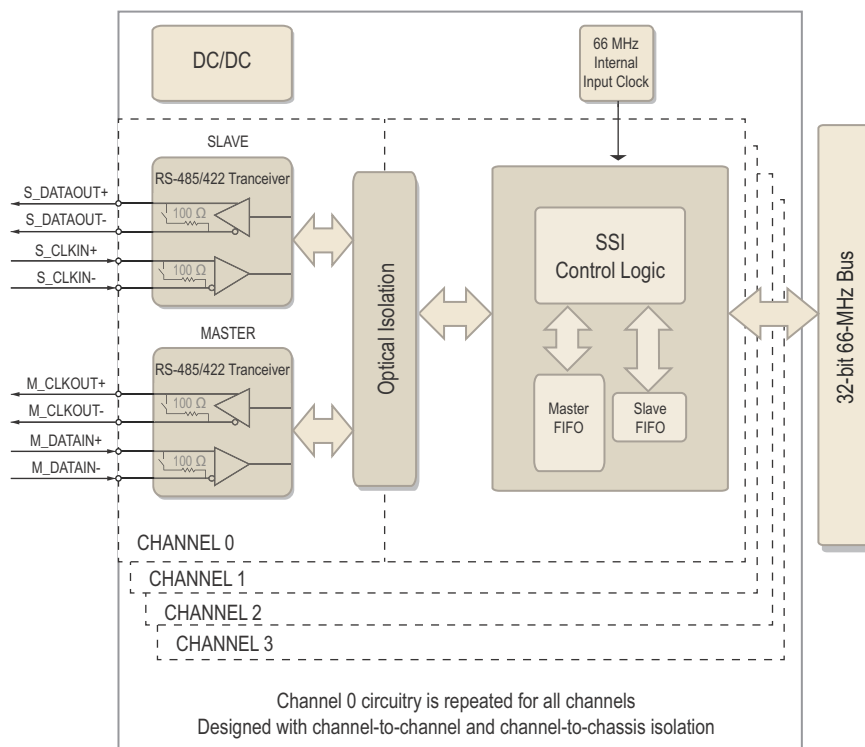 DC/DC
66 MHz
Internal
Input Clock
SLAVE
RS-485/422 Tranceiver
S_DATAOUT+
100 Ω
S_DATAOUT-
S_CLKIN+
100 Ω
S_CLKIN-
MASTER
RS-485/422 Tranceiver
M_CLKOUT+
100 Ω
M_CLKOUT-
M_DATAIN+
100 Ω
M_DATAIN-
Optical Isolation
SSI
Control Logic
Master
FIFO
Slave
FIFO
32-bit 66-MHz Bus
CHANNEL 0
CHANNEL 1
CHANNEL 2
CHANNEL 3
Channel 0 circuitry is repeated for all channels
Designed with channel-to-channel and channel-to-chassis isolation